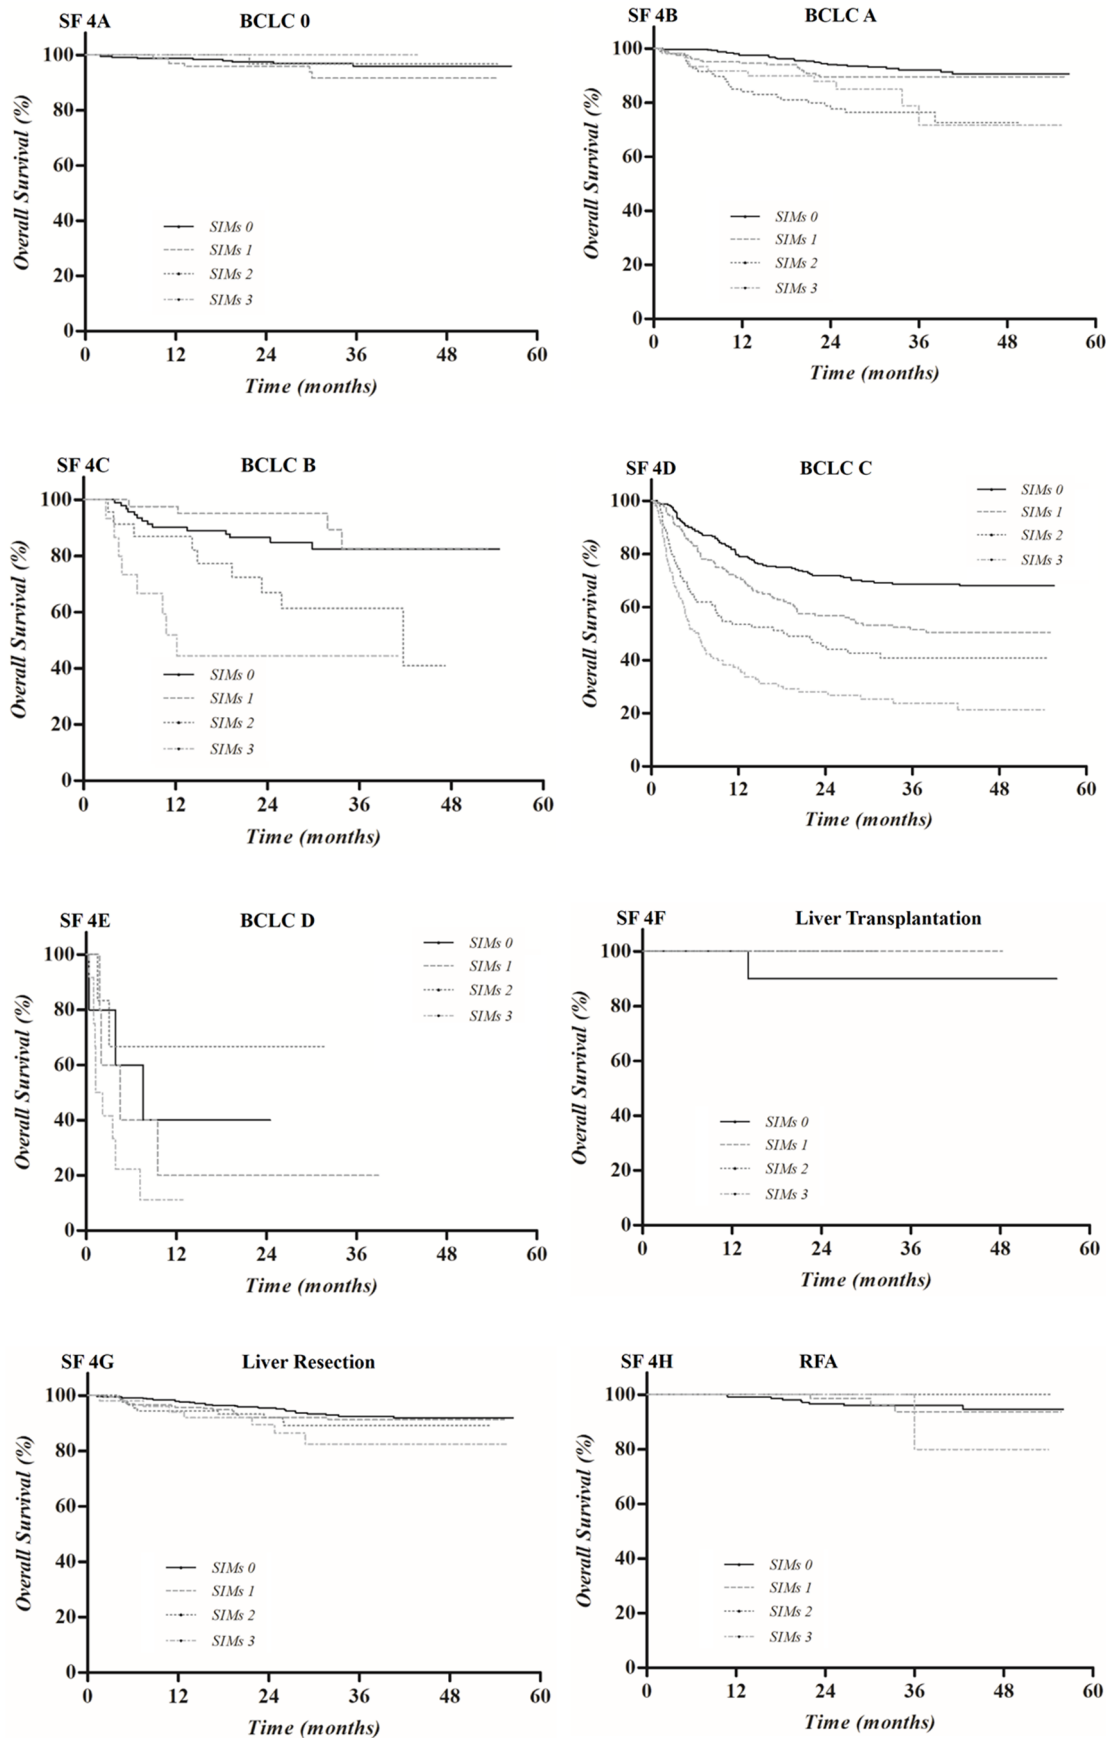 SF 4A BCLC 0
Overall Survival (%)
100
80
60
40
20
0
SIMs 0
SIMs 1
SIMs 2
SIMs 3
0 12 24 36 48 60
Time (months)
SF 4B BCLC A
Overall Survival (%)
100
80
60
40
20
0
SIMs 0
SIMs 1
SIMs 2
SIMs 3
0 12 24 36 48 60
Time (months)
SF 4C BCLC B
Overall Survival (%)
100
80
60
40
20
0
SIMs 0
SIMs 1
SIMs 2
SIMs 3
0 12 24 36 48 60
Time (months)
SF 4D BCLC C
Overall Survival (%)
100
80
60
40
20
0
SIMs 0
SIMs 1
SIMs 2
SIMs 3
0 12 24 36 48 60
Time (months)
SF 4E BCLC D
Overall Survival (%)
100
80
60
40
20
0
SIMs 0
SIMs 1
SIMs 2
SIMs 3
0 12 24 36 48 60
Time (months)
SF 4F Liver Transplantation
Overall Survival (%)
100
80
60
40
20
0
SIMs 0
SIMs 1
SIMs 2
SIMs 3
0 12 24 36 48 60
Time (months)
SF 4G Liver Resection
Overall Survival (%)
100
80
60
40
20
0
SIMs 0
SIMs 1
SIMs 2
SIMs 3
0 12 24 36 48 60
Time (months)
SF 4H RFA
Overall Survival (%)
100
80
60
40
20
0
SIMs 0
SIMs 1
SIMs 2
SIMs 3
0 12 24 36 48 60
Time (months)